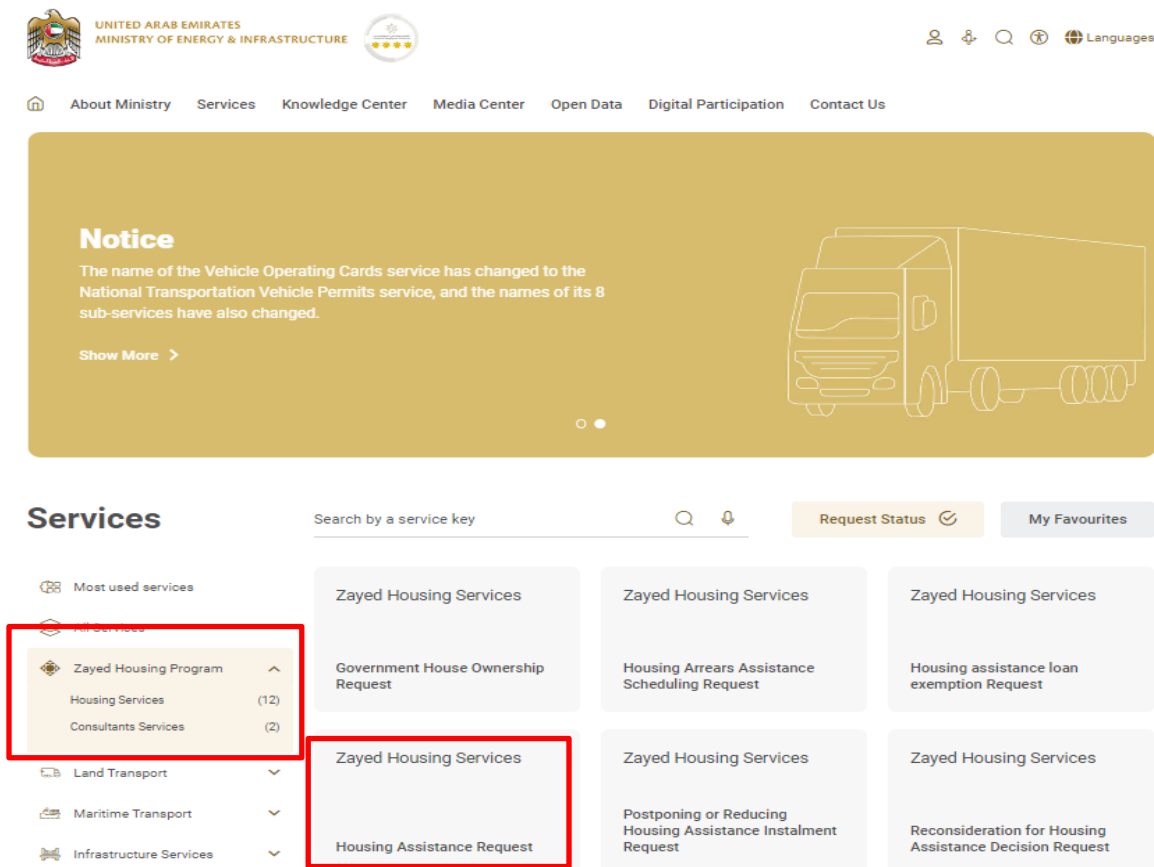 UNITED ARAB EMIRATES
MINISTRY OF ENERGY & INFRASTRUCTURE
Languages
About Ministry Services Knowledge Center Media Center Open Data Digital Participation Contact Us
Notice
The name of the Vehicle Operating Cards service has changed to the
National Transportation Vehicle Permits service, and the names of its 8
sub-services have also changed.
Show More
Services
Search by a service key
Request Status
My Favourites
Most used services
All Services
Zayed Housing Program
Housing Services (12)
Consultants Services (2)
Land Transport
Maritime Transport
Infrastructure Services
Zayed Housing Services
Government House Ownership
Request
Zayed Housing Services
Housing Arrears Assistance
Scheduling Request
Zayed Housing Services
Housing assistance loan
exemption Request
Zayed Housing Services
Housing Assistance Request
Zayed Housing Services
Postponing or Reducing
Housing Assistance Instalment
Request
Zayed Housing Services
Reconsideration for Housing
Assistance Decision Request